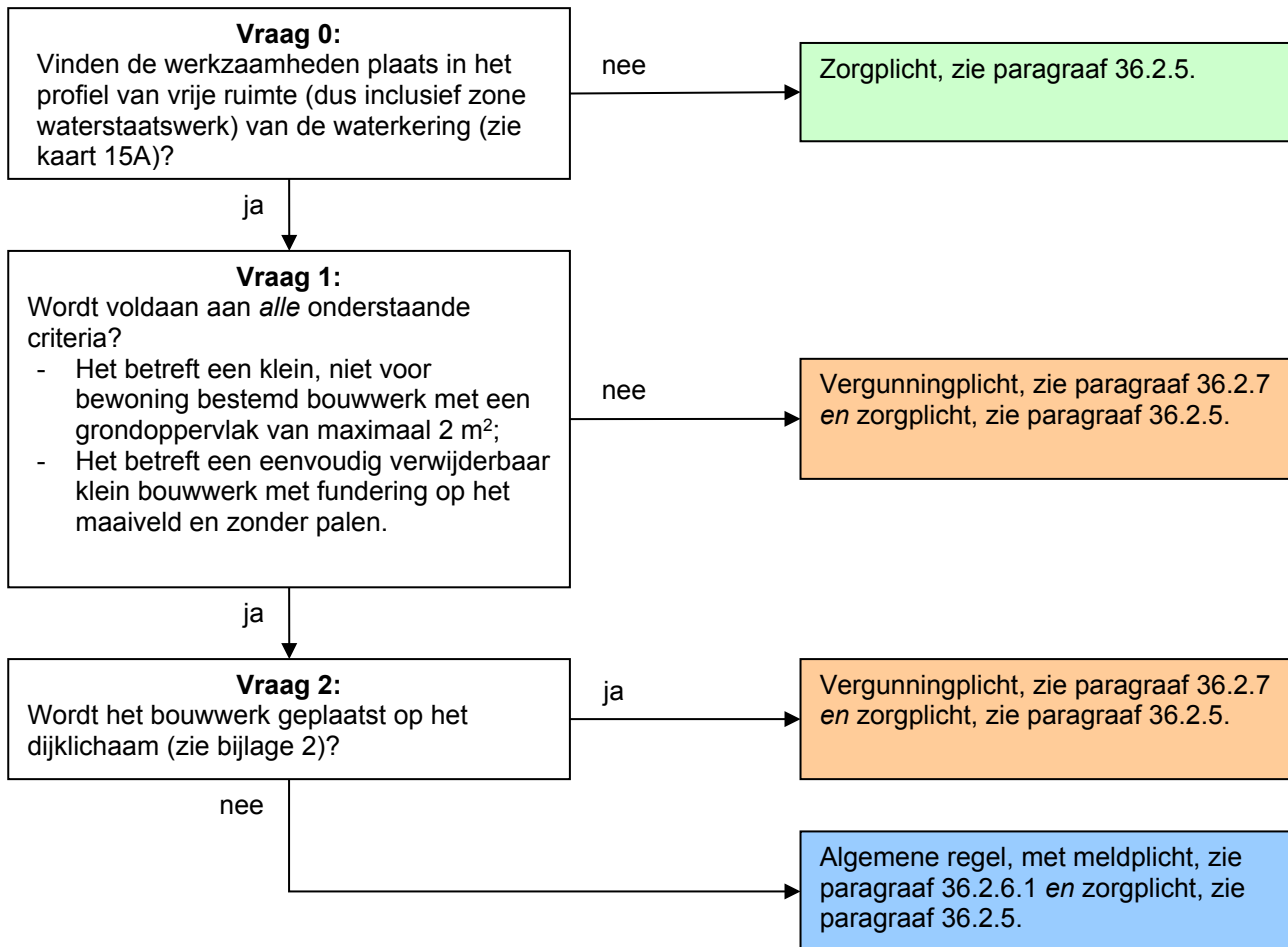 Vraag 0:
Vinden de werkzaamheden plaats in het
profiel van vrije ruimte (dus inclusief zone
waterstaatswerk) van de waterkering (zie
kaart 15A)?
nee
Zorgplicht, zie paragraaf 36.2.5.
ja
Vraag 1:
Wordt voldaan aan alle onderstaande
criteria?
- Het betreft een klein, niet voor
bewoning bestemd bouwwerk met een
grondoppervlak van maximaal 2 m²;
- Het betreft een eenvoudig verwijderbaar
klein bouwwerk met fundering op het
maaiveld en zonder palen.
nee
Vergunningplicht, zie paragraaf 36.2.7
en zorgplicht, zie paragraaf 36.2.5.
ja
Vraag 2:
Wordt het bouwwerk geplaatst op het
dijklichaam (zie bijlage 2)?
ja
Vergunningplicht, zie paragraaf 36.2.7
en zorgplicht, zie paragraaf 36.2.5.
nee
Algemene regel, met meldplicht, zie
paragraaf 36.2.6.1 en zorgplicht, zie
paragraaf 36.2.5.